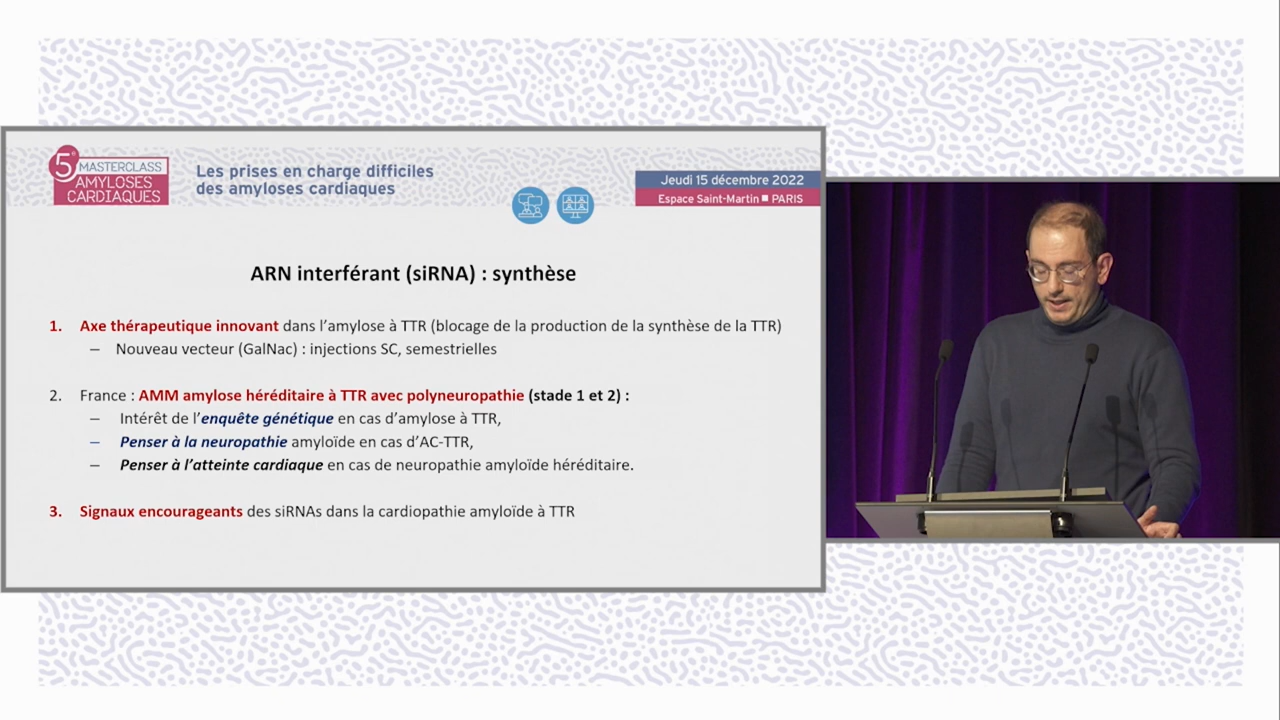 5e MASTERCLASS
AMYLOSES
CARDIAQUES
Les prises en charge difficiles
des amyloses cardiaques
Jeudi 15 décembre 2022
Espace Saint-Martin ■ PARIS
ARN interférant (siRNA) : synthèse
1. Axe thérapeutique innovant dans l’amylose à TTR (blocage de la production de la synthèse de la TTR)
– Nouveau vecteur (GalNac) : injections SC, semestrielles
2. France : AMM amylose héréditaire à TTR avec polyneuropathie (stade 1 et 2) :
– Intérêt de l’enquête génétique en cas d’amylose à TTR,
– Penser à la neuropathie amyloïde en cas d’AC-TTR,
– Penser à l’atteinte cardiaque en cas de neuropathie amyloïde héréditaire.
3. Signaux encourageants des siRNAs dans la cardiopathie amyloïde à TTR